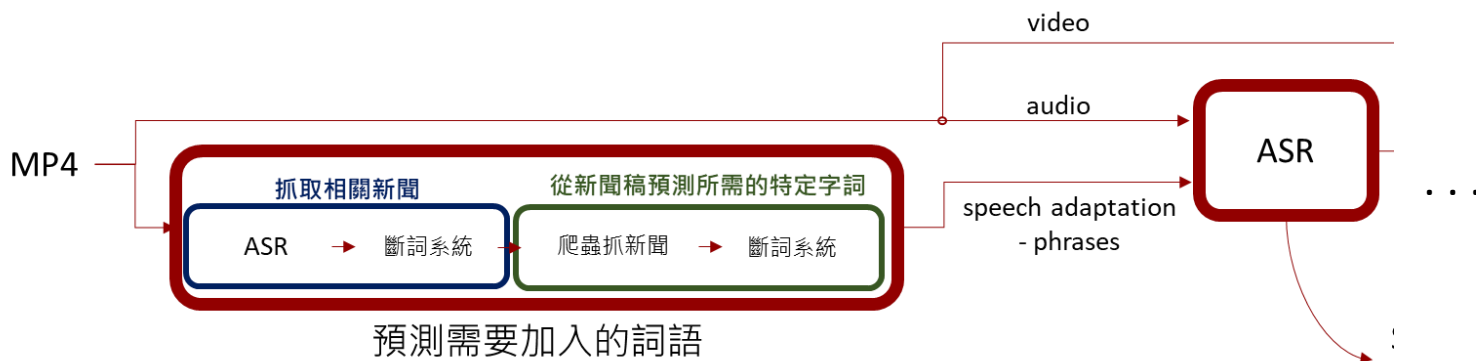 video
audio
MP4
ASR
抓取相關新聞
從新聞稿預測所需的特定字詞
ASR
斷詞系統
爬蟲抓新聞
斷詞系統
speech adaptation
- phrases
...
預測需要加入的詞語